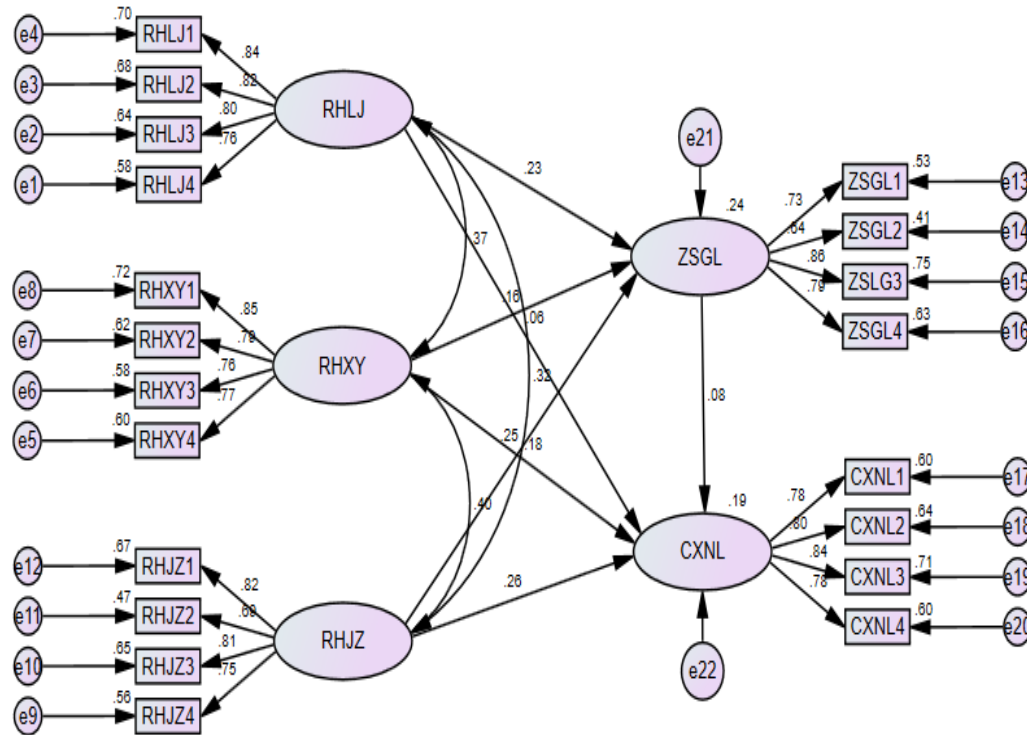 .70
e4 RHLJ1
.84
.68
e3 RHLJ2
.82
.64
e2 RHLJ3
.80
.58
e1 RHLJ4
.76
RHLJ
.72
e8 RHXY1
.85
.62
e7 RHXY2
.79
.58
e6 RHXY3
.76
.60
e5 RHXY4
.77
RHXY
.67
e12 RHJZ1
.82
.47
e11 RHJZ2
.69
.65
e10 RHJZ3
.81
.56
e9 RHJZ4
.75
RHJZ
.23
.37
.16
.06
.32
.25
.18
.40
.26
.08
e21
.24
ZSGL
.73
.53
ZSGL1 e13
.64
.41
ZSGL2 e14
.86
.75
ZSLG3 e15
.79
.63
ZSGL4 e16
.19
CXNL
e22
.78
.60
CXNL1 e17
.80
.64
CXNL2 e18
.84
.71
CXNL3 e19
.78
.60
CXNL4 e20